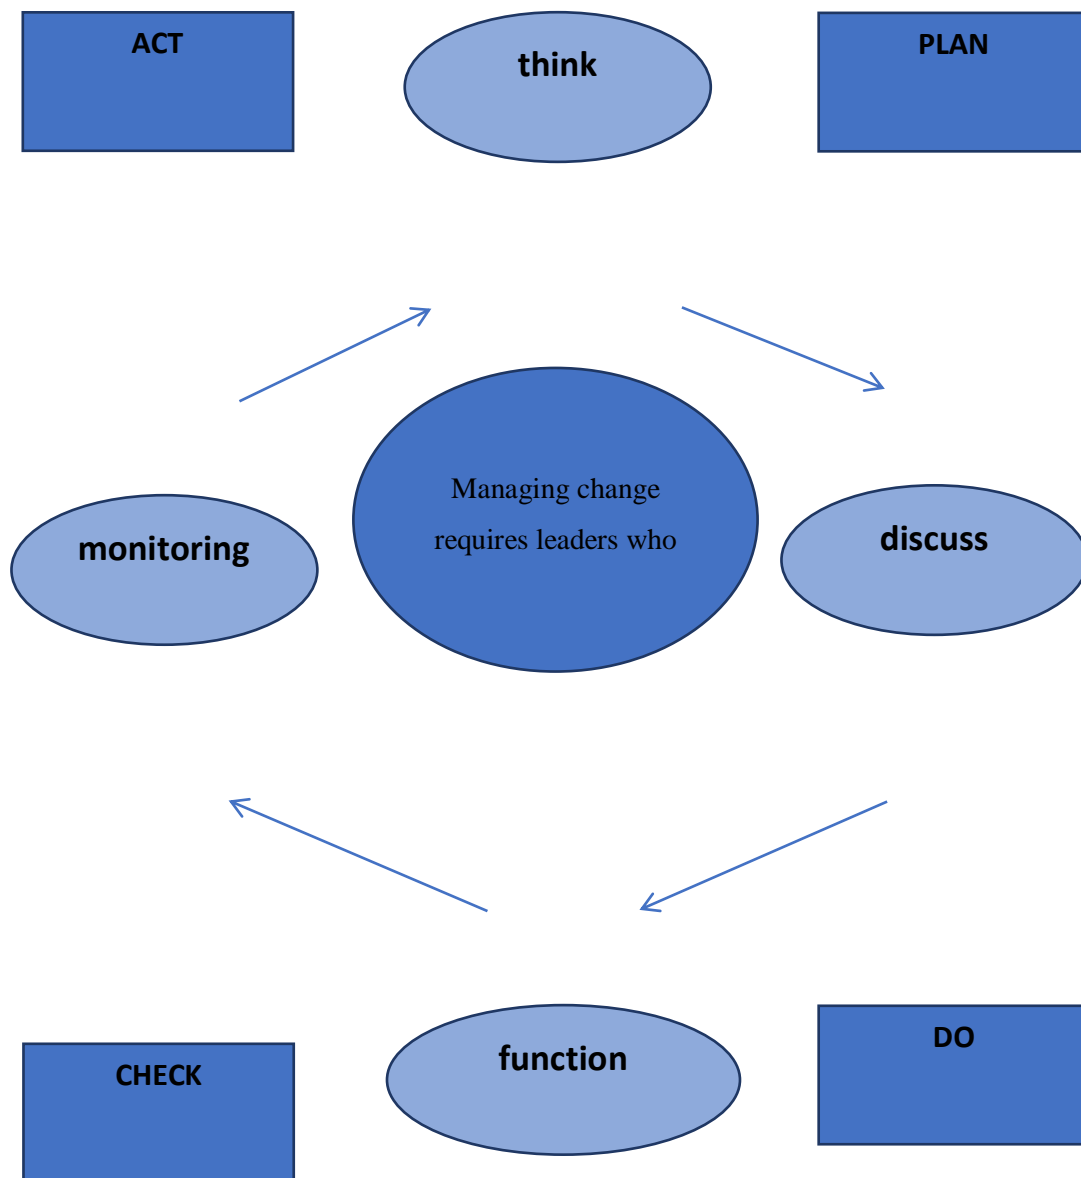 ACT
think
PLAN
Managing change
requires leaders who
monitoring
discuss
function
DO
CHECK